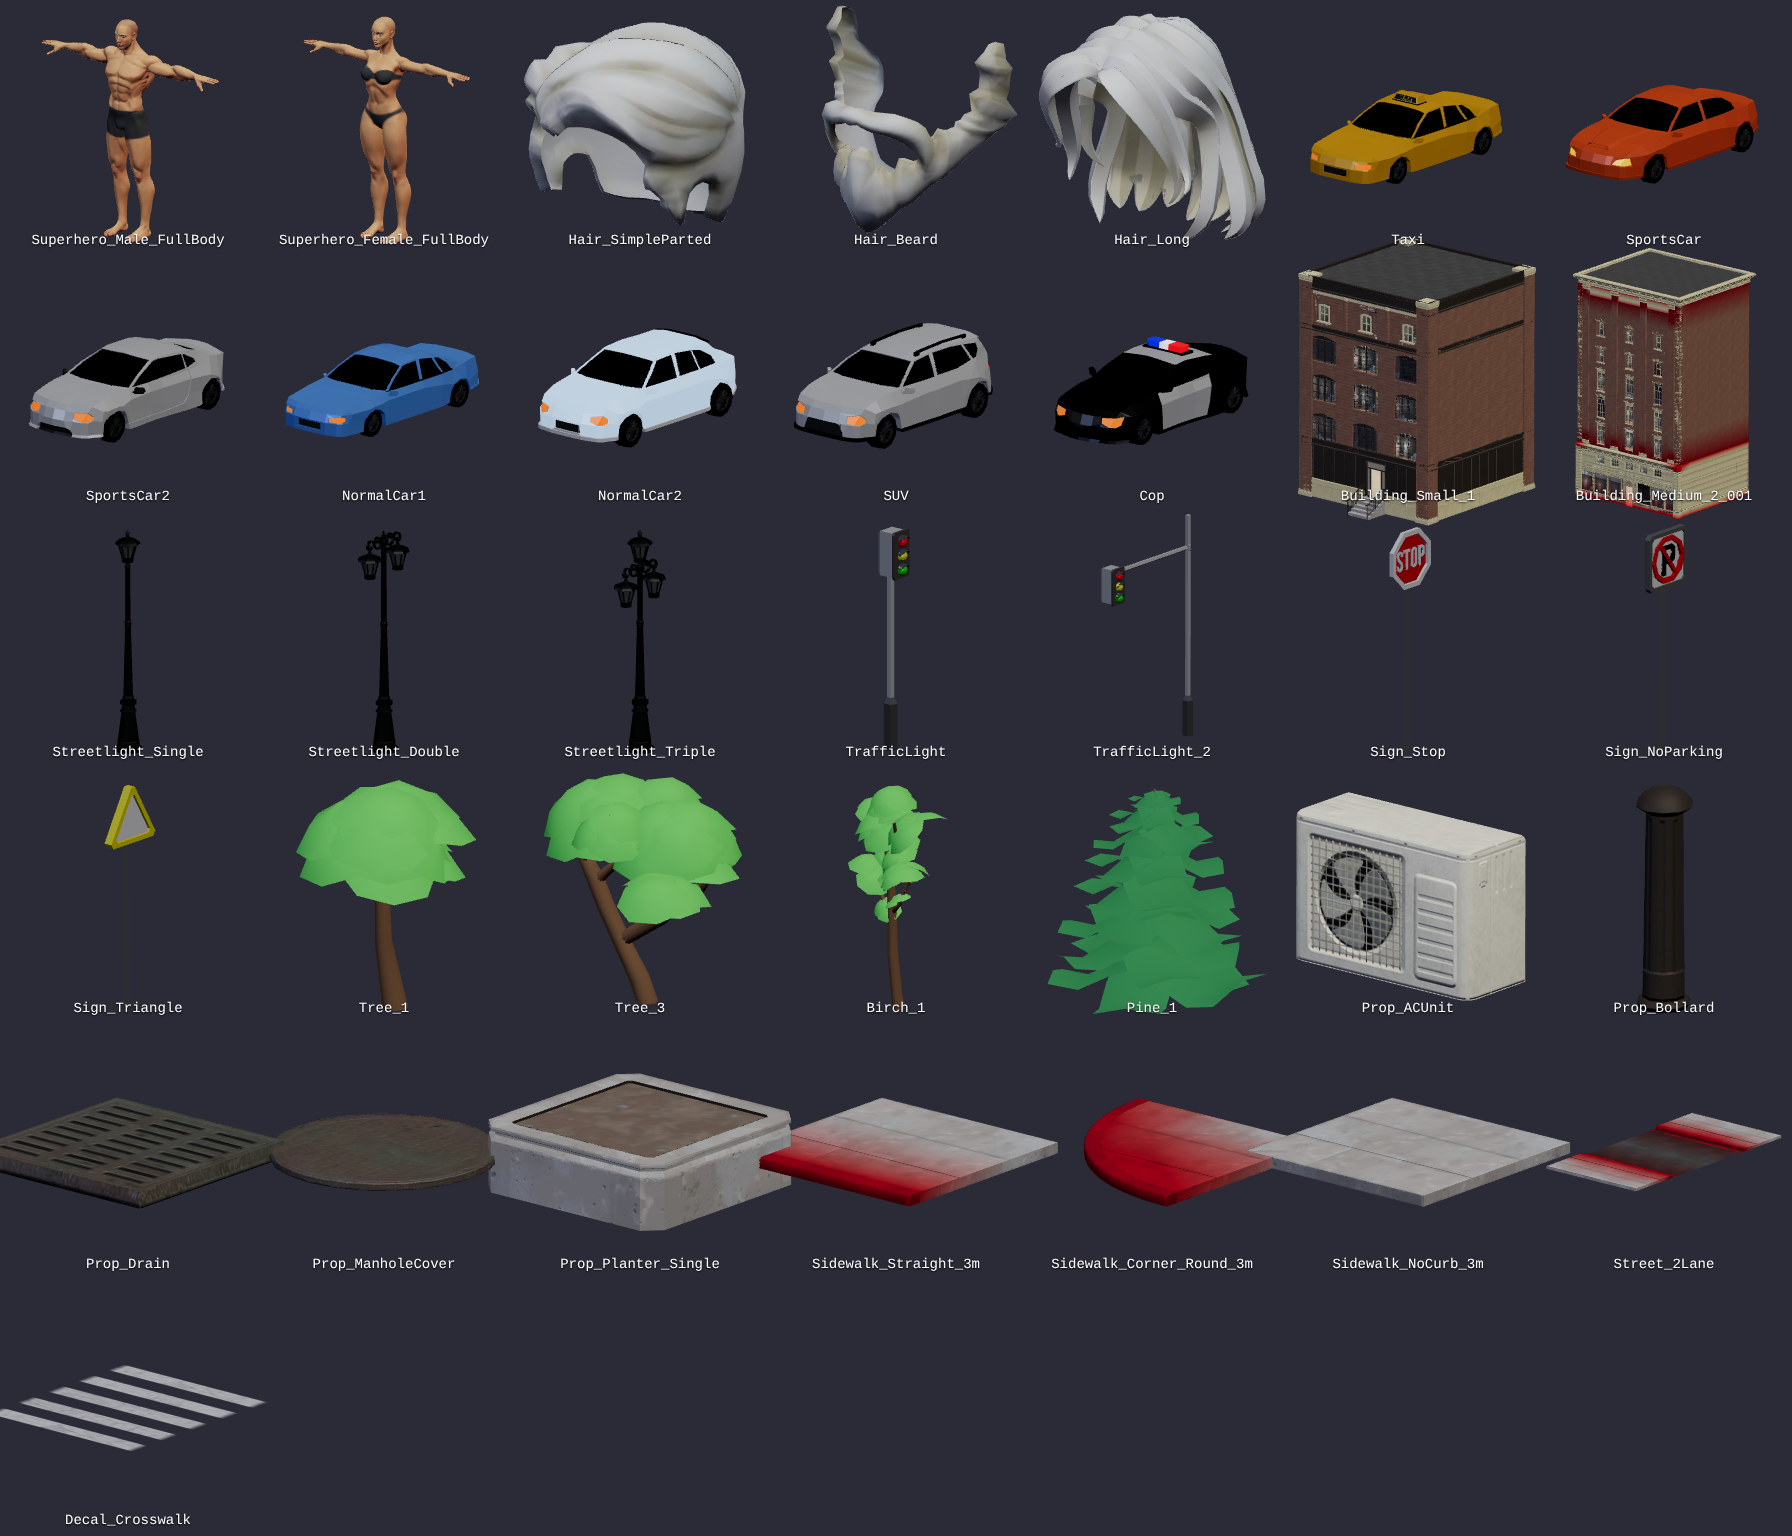 Superhero_Male_FullBody
Superhero_Female_FullBody
Hair_SimpleParted
Hair_Beard
Hair_Long
Taxi
SportsCar
SportsCar2
NormalCar1
NormalCar2
SUV
Cop
Building_Small_1
Building_Medium_2_001
STOP
Streetlight_Single
Streetlight_Double
Streetlight_Triple
TrafficLight
TrafficLight_2
Sign_Stop
Sign_NoParking
Sign_Triangle
Tree_1
Tree_3
Birch_1
Pine_1
Prop_ACUnit
Prop_Bollard
Prop_Drain
Prop_ManholeCover
Prop_Planter_Single
Sidewalk_Straight_3m
Sidewalk_Corner_Round_3m
Sidewalk_NoCurb_3m
Street_2Lane
Decal_Crosswalk